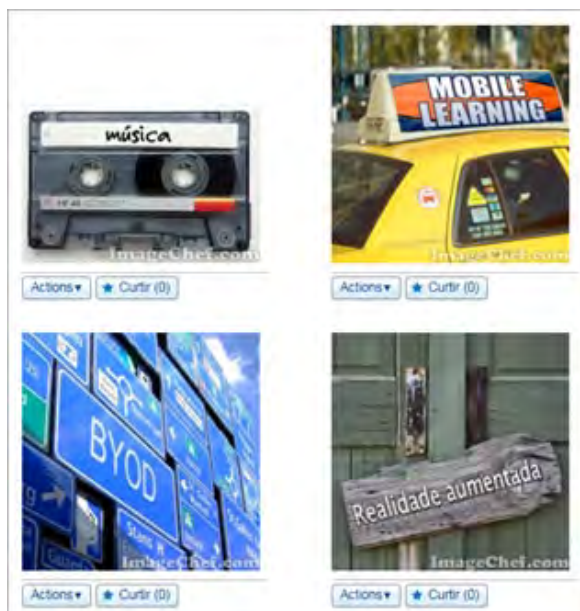 música
ImageChef.com
Actions ▾
★ Curtir (0)
MOBILE
LEARNING
ImageChef.com
Actions ▾
★ Curtir (0)
BYOD
ImageChef.com
Actions ▾
★ Curtir (0)
Realidade aumentada
ImageChef.com
Actions ▾
★ Curtir (0)